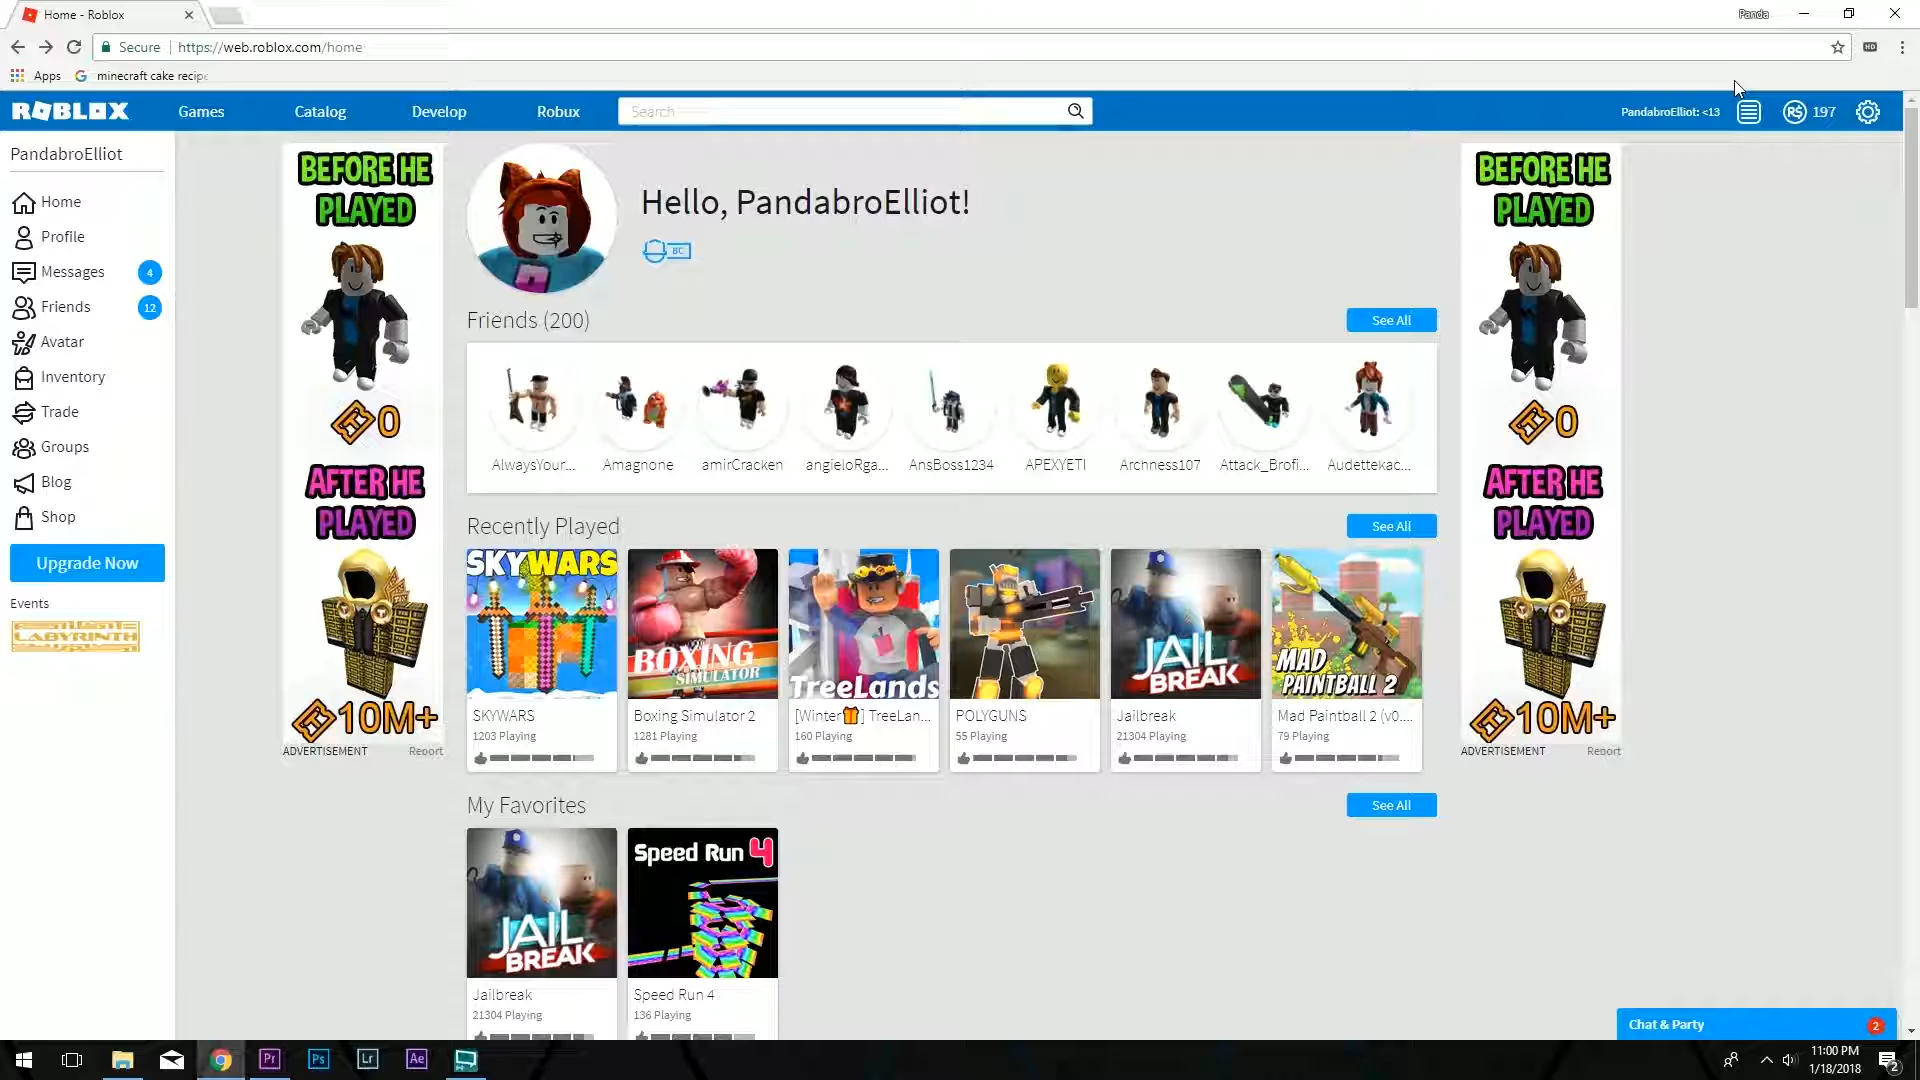 Home - Roblox
Panda
Secure
https://web.roblox.com/home
HD
Apps
minecraft cake recipe
ROBLOX
Games
Catalog
Develop
Robux
Search
PandabroElliot: <13
R$ 197
PandabroElliot
Home
Profile
Messages
4
Friends
12
Avatar
Inventory
Trade
Groups
Blog
Shop
Upgrade Now
Events
LABYRINTH
BEFORE HE
PLAYED
0
AFTER HE
PLAYED
10M+
ADVERTISEMENT
Report
Hello, PandabroElliot!
BC
Friends (200)
See All
AlwaysYour...
Amagnone
amirCracken
angieloRga...
AnsBoss1234
APEXYETI
Archness107
Attack_Brofi...
Audettekac...
Recently Played
See All
SKYWARS
BOXING
SIMULATOR
TreeLands
JAIL
BREAK
MAD
PAINTBALL 2
SKYWARS
1203 Playing
Boxing Simulator 2
1281 Playing
[Winter🎁] TreeLan...
160 Playing
POLYGUNS
55 Playing
Jailbreak
21304 Playing
Mad Paintball 2 (v0....
79 Playing
My Favorites
See All
JAIL
BREAK
Speed Run 4
Jailbreak
21304 Playing
Speed Run 4
136 Playing
BEFORE HE
PLAYED
0
AFTER HE
PLAYED
10M+
ADVERTISEMENT
Report
Chat & Party
2
Pr
Ps
Lr
Ae
11:00 PM
1/18/2018
2